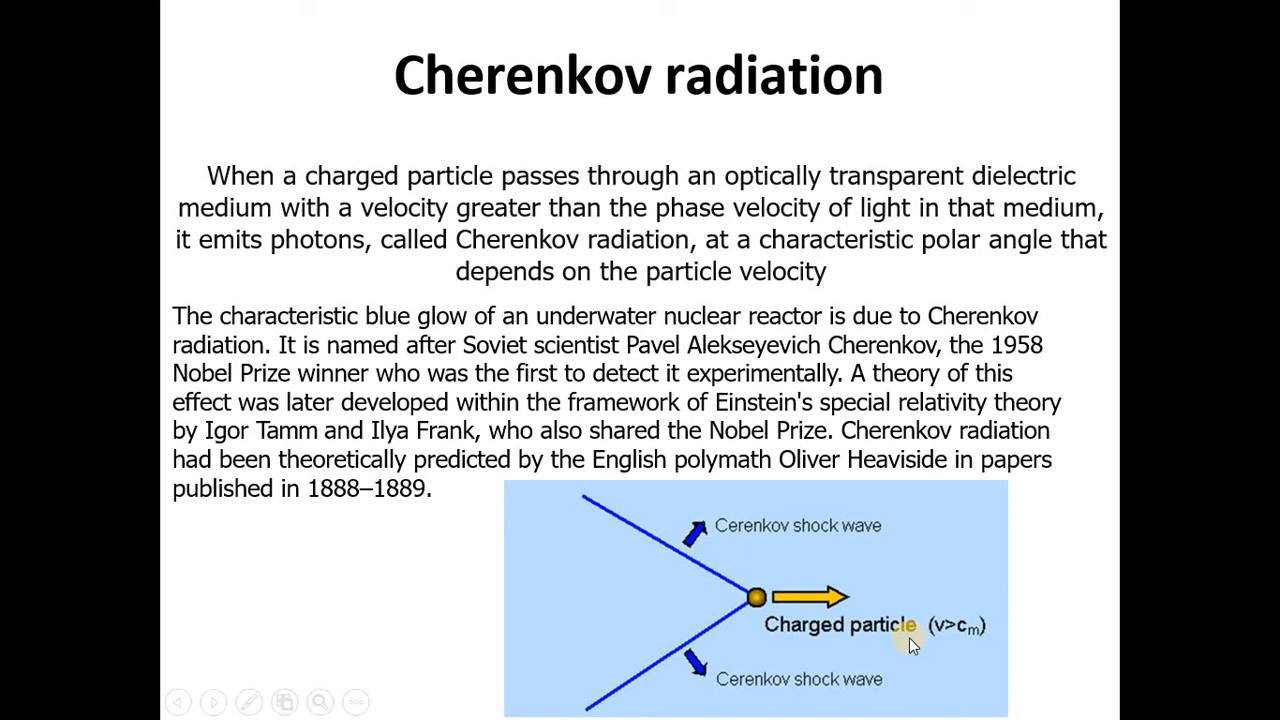 Cherenkov radiation
When a charged particle passes through an optically transparent dielectric
medium with a velocity greater than the phase velocity of light in that medium,
it emits photons, called Cherenkov radiation, at a characteristic polar angle that
depends on the particle velocity
The characteristic blue glow of an underwater nuclear reactor is due to Cherenkov
radiation. It is named after Soviet scientist Pavel Alekseyevich Cherenkov, the 1958
Nobel Prize winner who was the first to detect it experimentally. A theory of this
effect was later developed within the framework of Einstein's special relativity theory
by Igor Tamm and Ilya Frank, who also shared the Nobel Prize. Cherenkov radiation
had been theoretically predicted by the English polymath Oliver Heaviside in papers
published in 1888–1889.
Cerenkov shock wave
Charged particle (v>cₘ)
Cerenkov shock wave